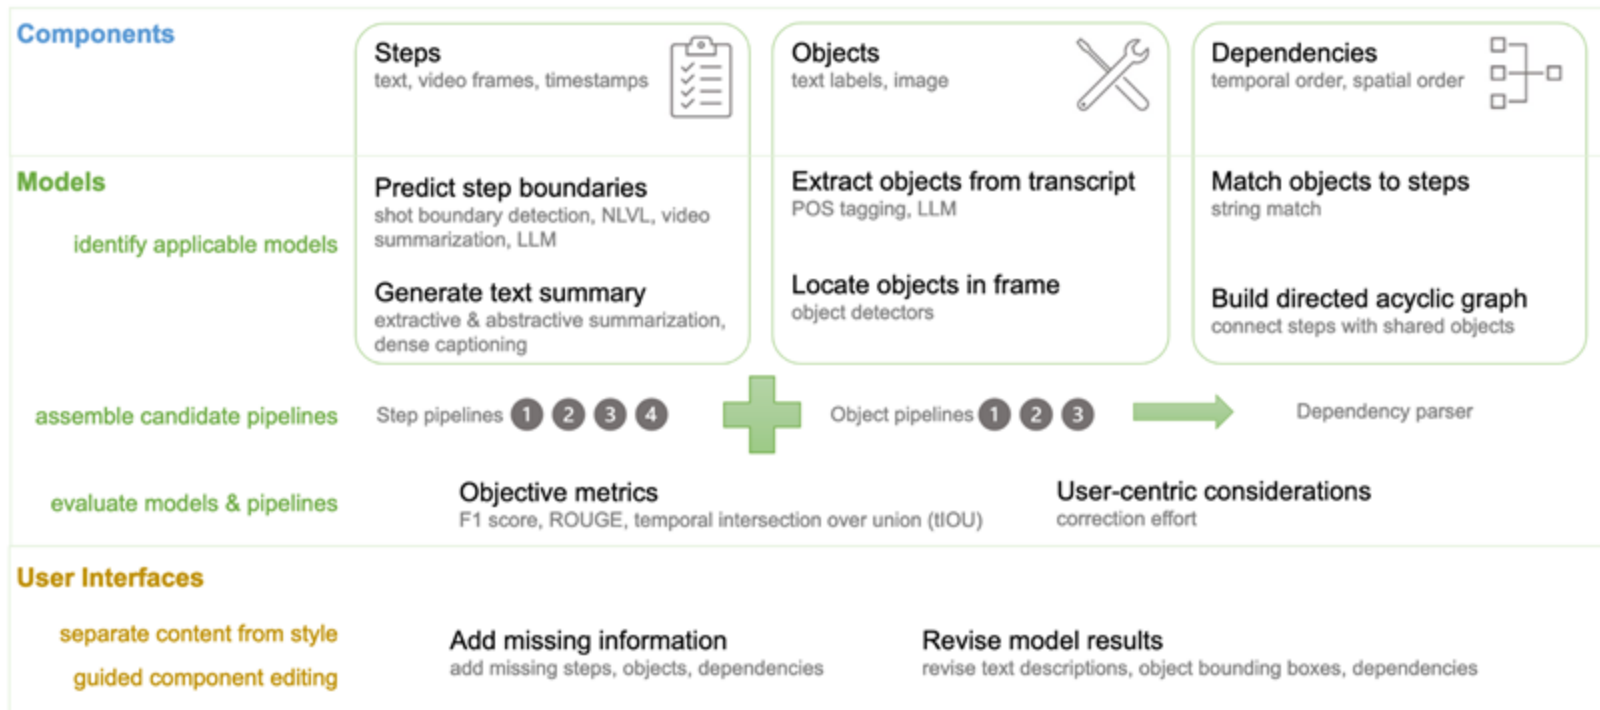 Components
Steps
text, video frames, timestamps
Objects
text labels, image
Dependencies
temporal order, spatial order
Models
identify applicable models
Predict step boundaries
shot boundary detection, NLVL, video
summarization, LLM
Generate text summary
extractive & abstractive summarization,
dense captioning
Extract objects from transcript
POS tagging, LLM
Locate objects in frame
object detectors
Match objects to steps
string match
Build directed acyclic graph
connect steps with shared objects
assemble candidate pipelines
Step pipelines 1 2 3 4
Object pipelines 1 2 3
Dependency parser
evaluate models & pipelines
Objective metrics
F1 score, ROUGE, temporal intersection over union (tIOU)
User-centric considerations
correction effort
User Interfaces
separate content from style
guided component editing
Add missing information
add missing steps, objects, dependencies
Revise model results
revise text descriptions, object bounding boxes, dependencies